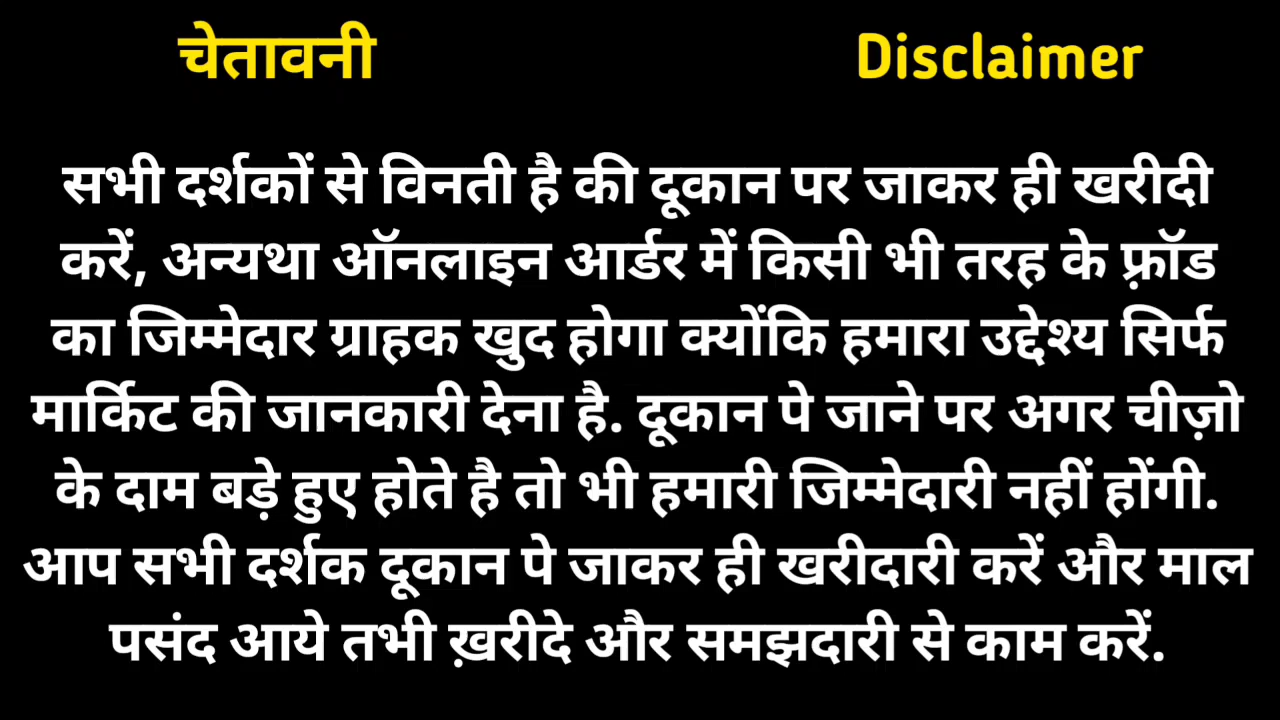 चेतावनी Disclaimer
सभी दर्शकों से विनती है की दूकान पर जाकर ही खरीदी
करें, अन्यथा ऑनलाइन आर्डर में किसी भी तरह के फ़्रॉड
का जिम्मेदार ग्राहक खुद होगा क्योंकि हमारा उद्देश्य सिर्फ
मार्किट की जानकारी देना है. दूकान पे जाने पर अगर चीज़ो
के दाम बड़े हुए होते है तो भी हमारी जिम्मेदारी नहीं होंगी.
आप सभी दर्शक दूकान पे जाकर ही खरीदारी करें और माल
पसंद आये तभी ख़रीदे और समझदारी से काम करें.